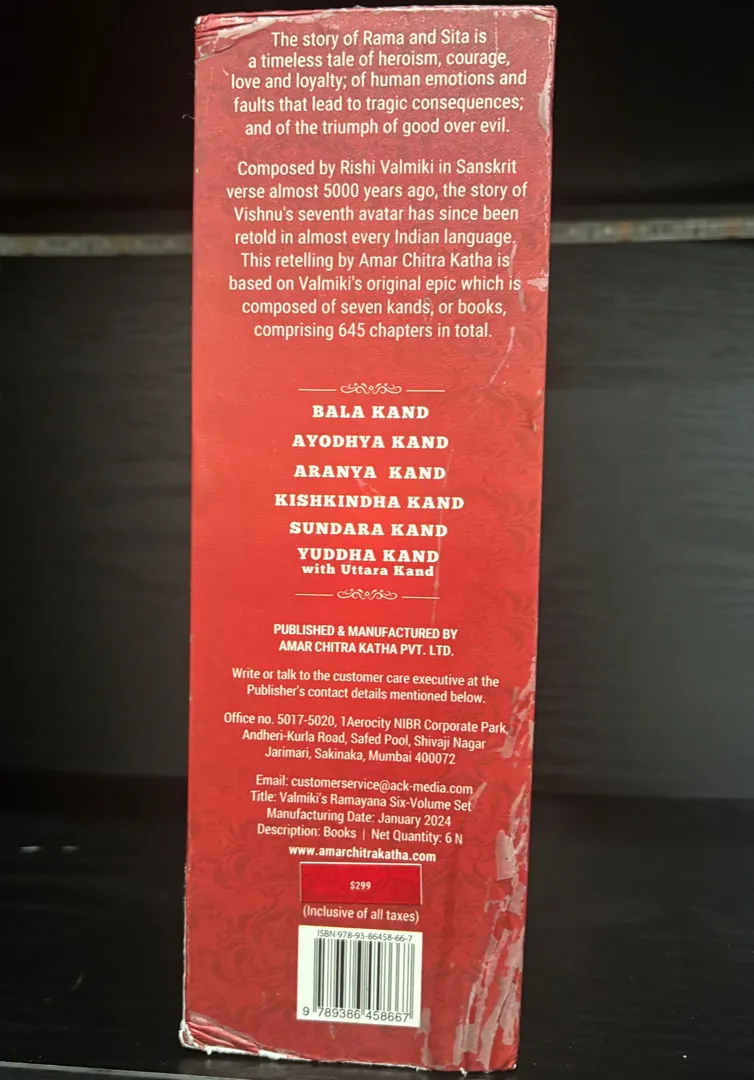 The story of Rama and Sita is
a timeless tale of heroism, courage,
love and loyalty; of human emotions and
faults that lead to tragic consequences;
and of the triumph of good over evil.
Composed by Rishi Valmiki in Sanskrit
verse almost 5000 years ago, the story of
Vishnu's seventh avatar has since been
retold in almost every Indian language.
This retelling by Amar Chitra Katha is
based on Valmiki's original epic which is
composed of seven kands, or books,
comprising 645 chapters in total.
BALA KAND
AYODHYA KAND
ARANYA KAND
KISHKINDHA KAND
SUNDARA KAND
YUDDHA KAND
with Uttara Kand
PUBLISHED & MANUFACTURED BY
AMAR CHITRA KATHA PVT. LTD.
Write or talk to the customer care executive at the
Publisher's contact details mentioned below.
Office no. 5017-5020, 1Aerocity NIBR Corporate Park,
Andheri-Kurla Road, Safed Pool, Shivaji Nagar
Jarimari, Sakinaka, Mumbai 400072
Email: customerservice@ack-media.com
Title: Valmiki's Ramayana Six-Volume Set
Manufacturing Date: January 2024
Description: Books | Net Quantity: 6 N
www.amarchitrakatha.com
$299
(Inclusive of all taxes)
ISBN 978-93-86458-66-7
9 789386 458667